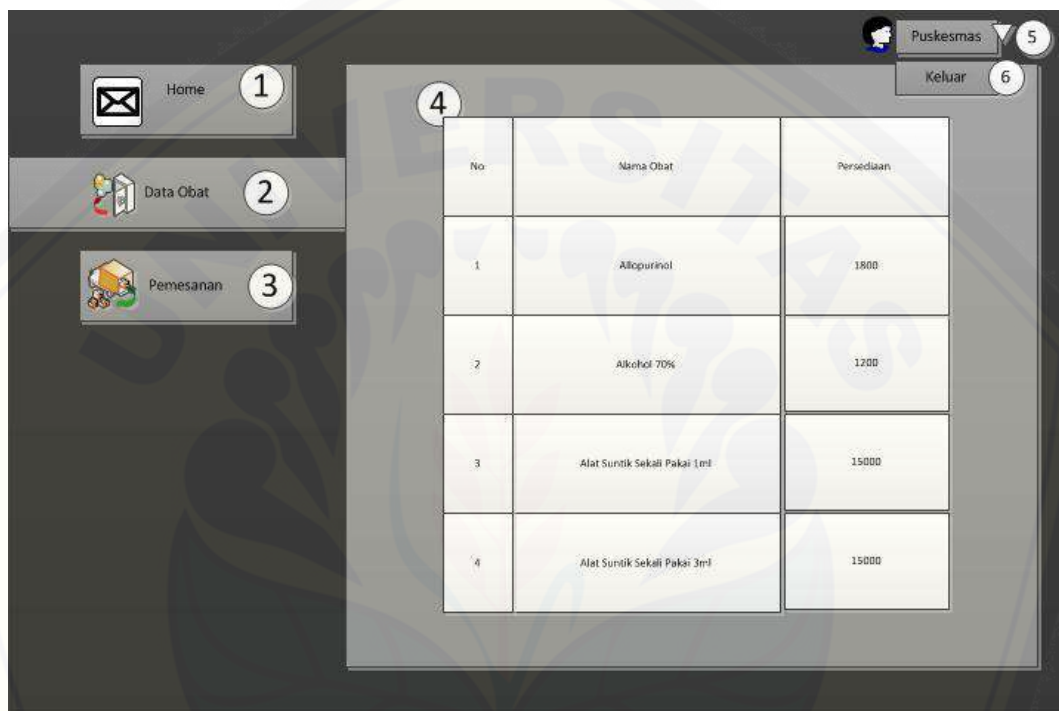 Puskesmas 5
Keluar 6
Home 1
Data Obat 2
Pemesanan 3
4
No Nama Obat Persediaan
1 Allopurinol 1800
2 Alkohol 70% 1200
3 Alat Suntik Sekali Pakai 1ml 15000
4 Alat Suntik Sekali Pakai 3ml 15000
UNIVERSITAS